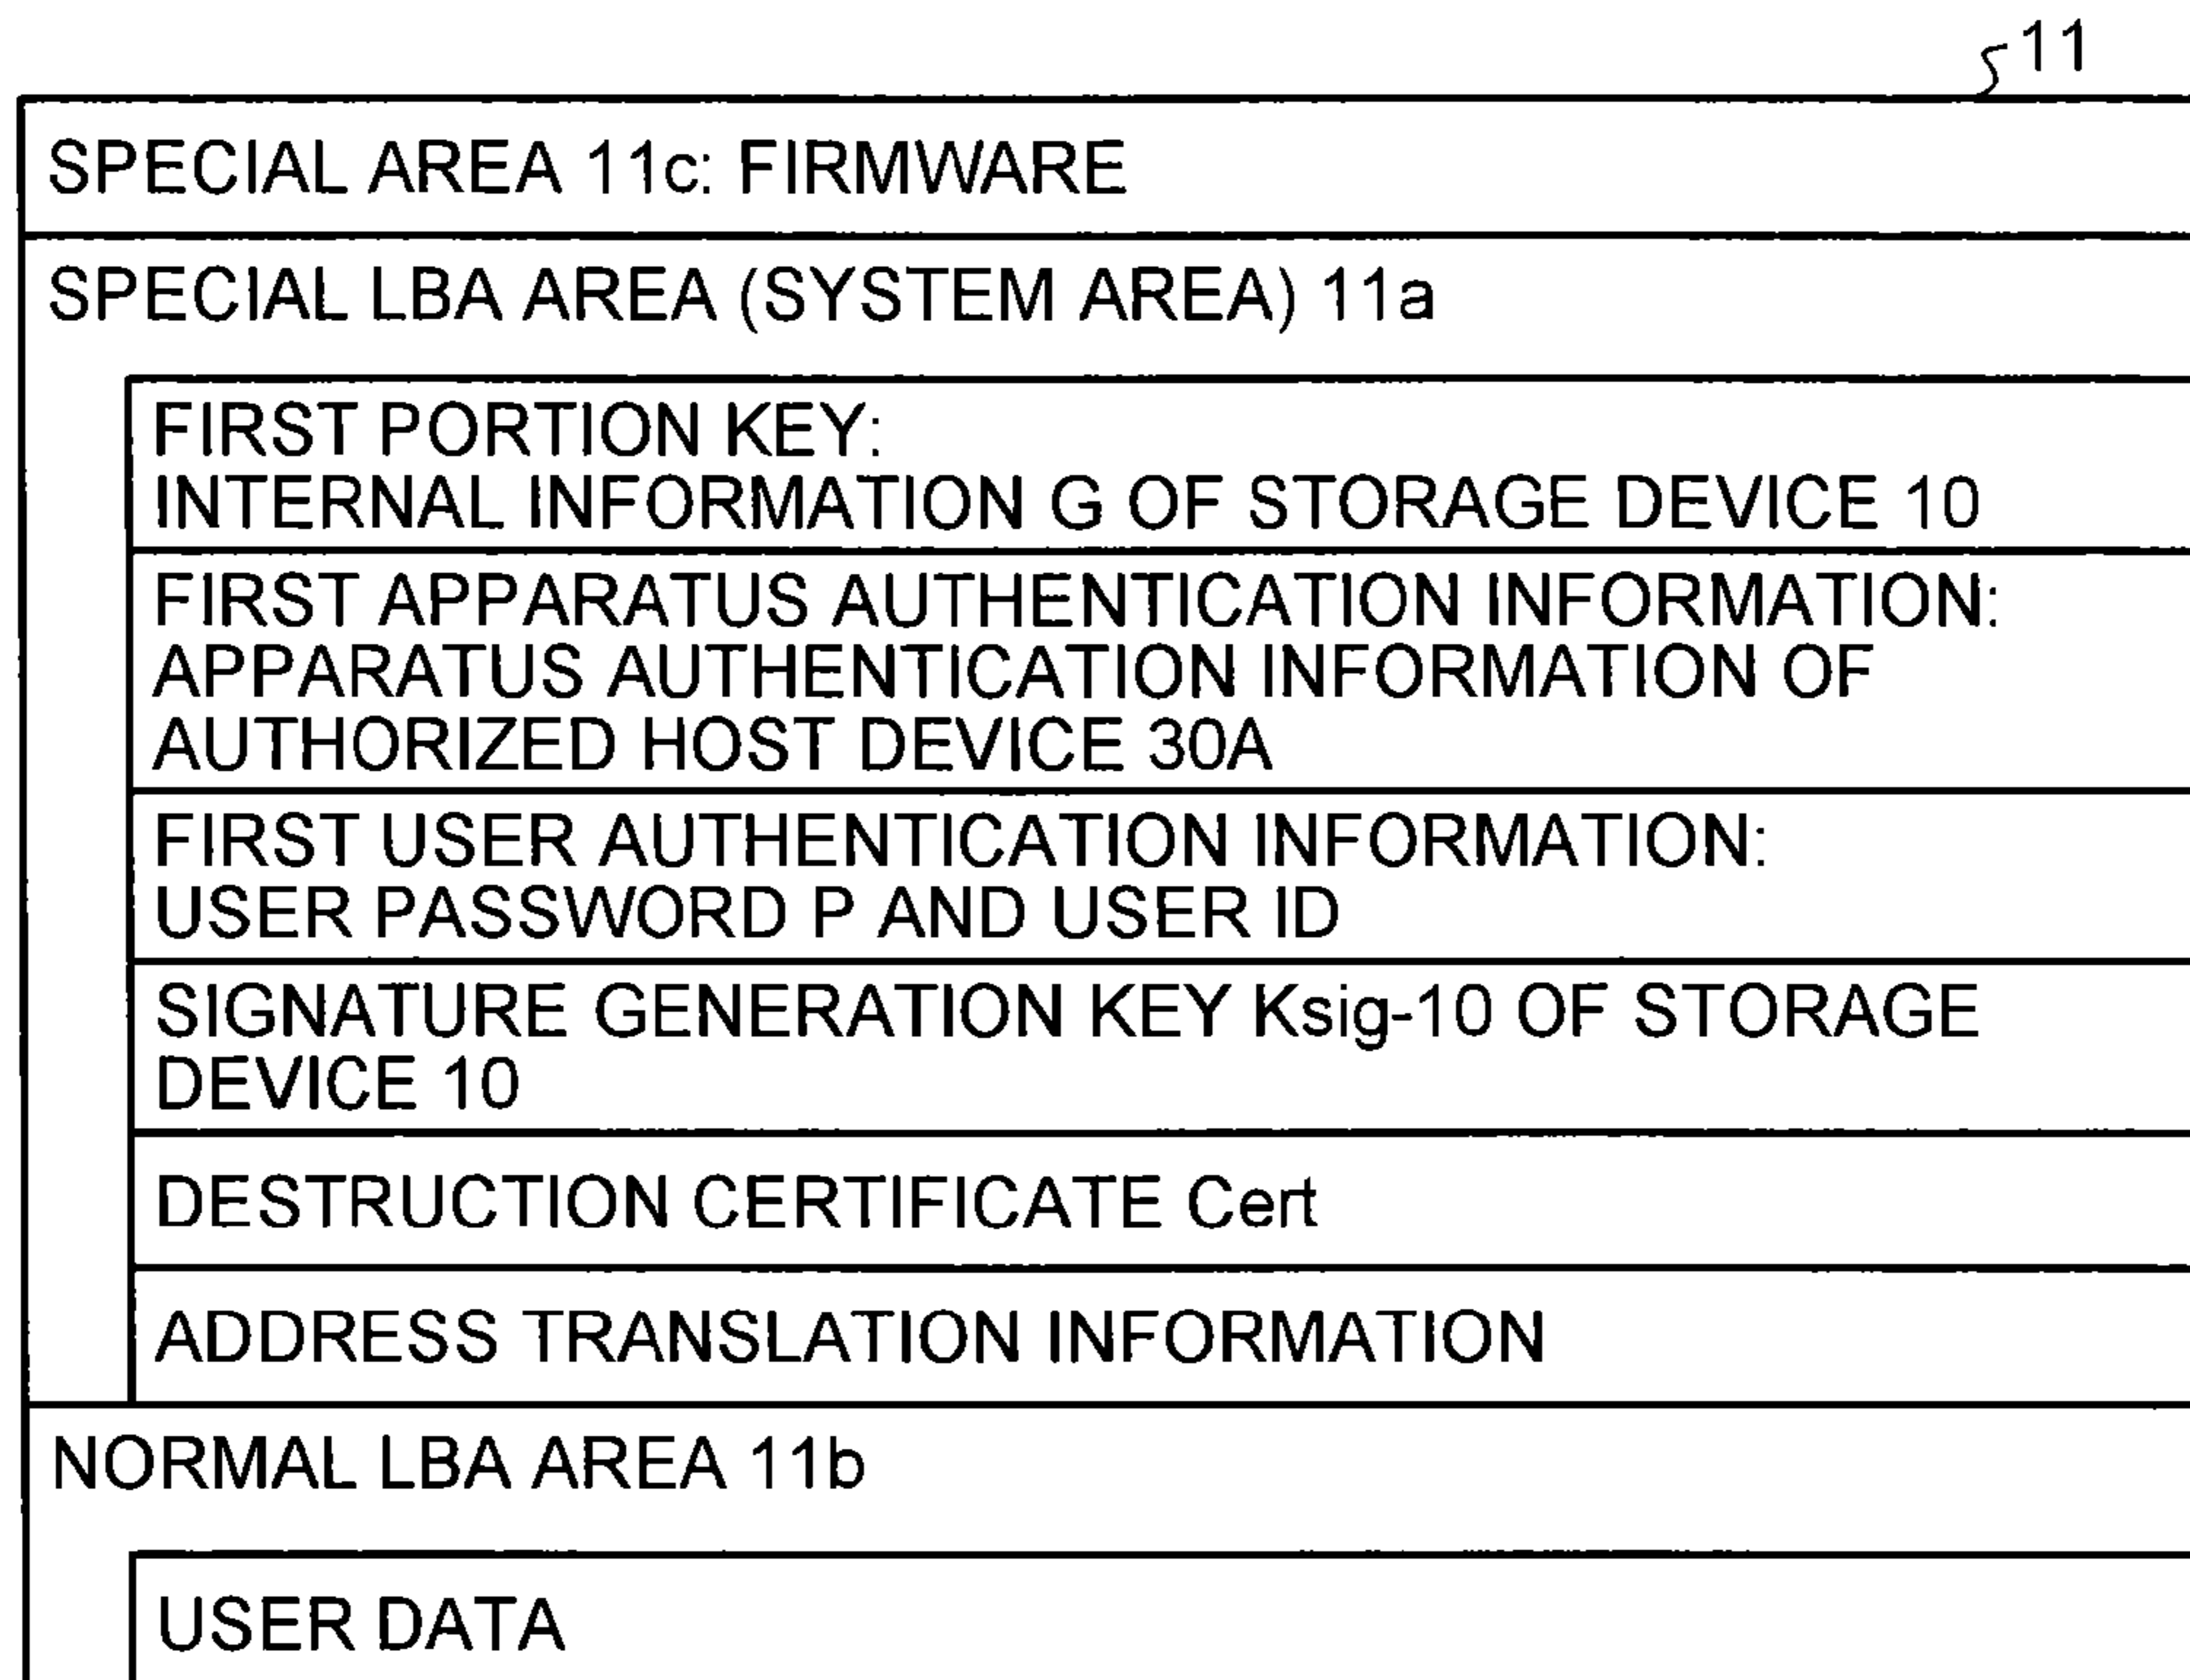 11
SPECIAL AREA 11c: FIRMWARE
SPECIAL LBA AREA (SYSTEM AREA) 11a
FIRST PORTION KEY:
INTERNAL INFORMATION G OF STORAGE DEVICE 10
FIRST APPARATUS AUTHENTICATION INFORMATION:
APPARATUS AUTHENTICATION INFORMATION OF
AUTHORIZED HOST DEVICE 30A
FIRST USER AUTHENTICATION INFORMATION:
USER PASSWORD P AND USER ID
SIGNATURE GENERATION KEY Ksig-10 OF STORAGE
DEVICE 10
DESTRUCTION CERTIFICATE Cert
ADDRESS TRANSLATION INFORMATION
NORMAL LBA AREA 11b
USER DATA